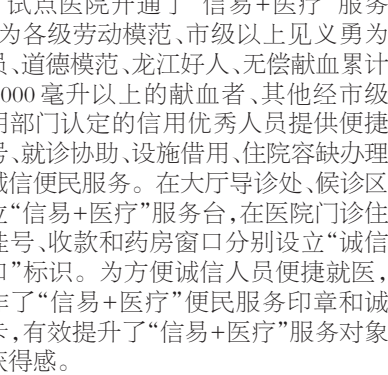 试点医院开通了“信易+医疗”服务
为各级劳动模范、市级以上见义勇为
员、道德模范、龙江好人、无偿献血累计
000毫升以上的献血者、其他经市级
用部门认定的信用优秀人员提供便捷
号、就诊协助、设施借用、住院容缺办理
诚信便民服务。在大厅导诊处、候诊区
立“信易+医疗”服务台,在医院门诊住
挂号、收款和药房窗口分别设立“诚信
口”标识。为方便诚信人员便捷就医,
作了“信易+医疗”便民服务印章和诚
卡,有效提升了“信易+医疗”服务对象
获得感。